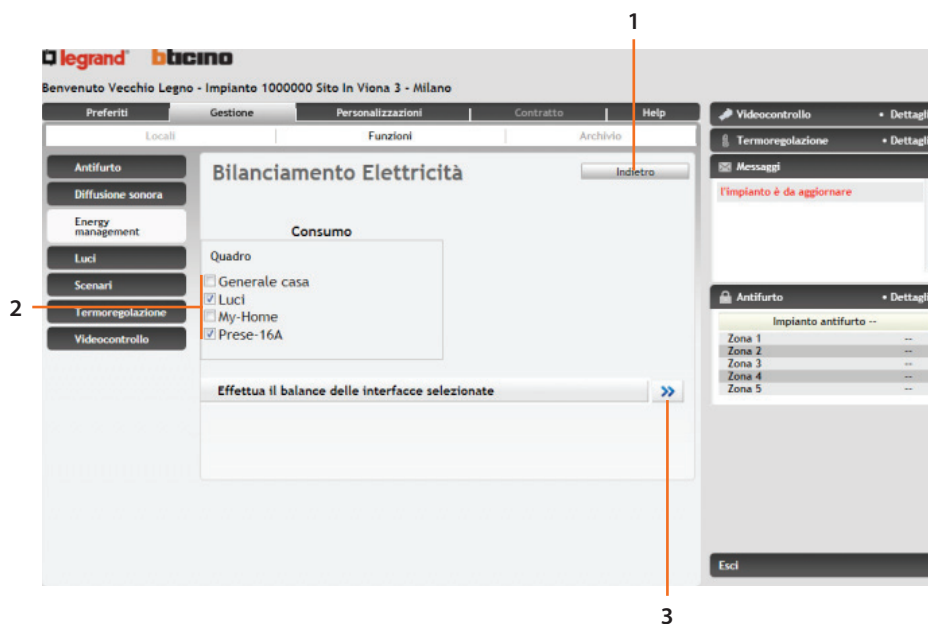 1
legrand bticino
Benvenuto Vecchio Legno - Impianto 1000000 Sito In Viona 3 - Milano
Preferiti Gestione Personalizzazioni Contratto Help
Locali Funzioni Archivio
Antifurto
Diffusione sonora
Energy
management
Luci
Scenari
Termoregolazione
Videocontrollo
Bilanciamento Elettricità
Indietro
Consumo
Quadro
Generale casa
Luci
My-Home
Prese-16A
2
Effettua il balance delle interfacce selezionate
3
Videocontrollo • Dettagli
Termoregolazione • Dettagli
Messaggi
l'impianto è da aggiornare
Antifurto • Dettagli
Impianto antifurto --
Zona 1 --
Zona 2 --
Zona 3 --
Zona 4 --
Zona 5 --
Esci